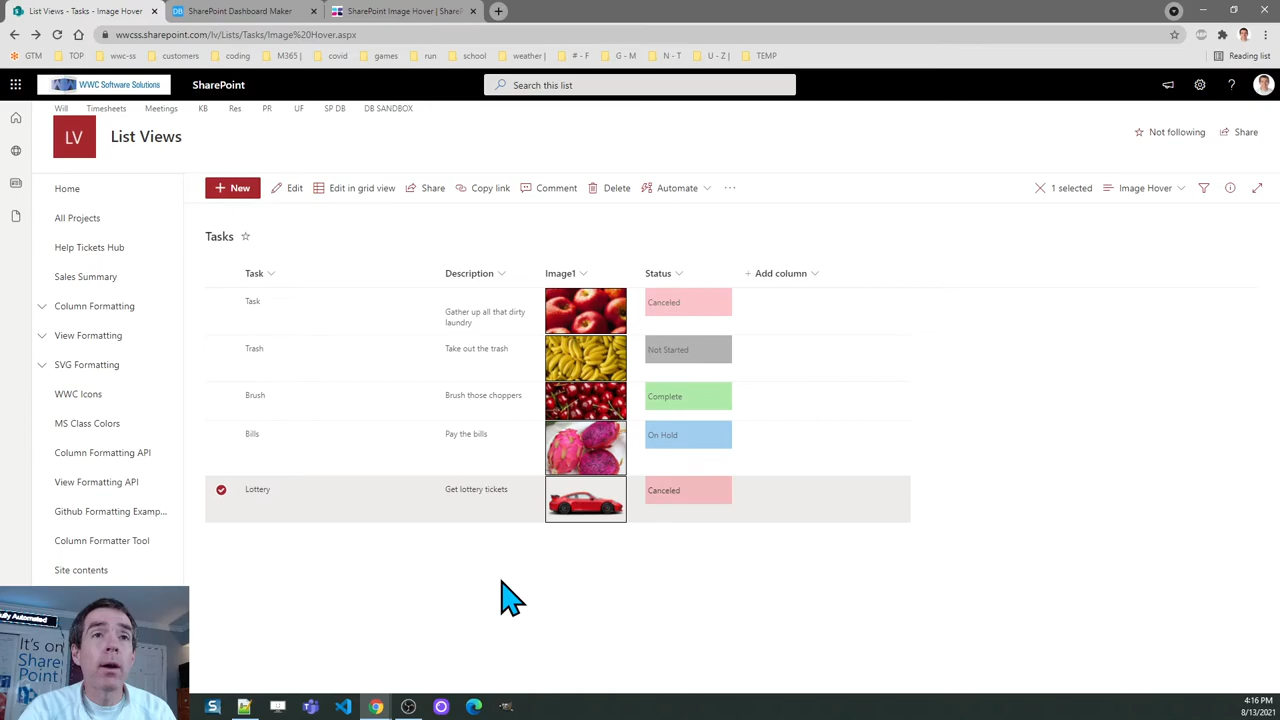 List Views - Image Hover
DB Dashboard Maker
SharePoint Image Hover | ShareP
wwcss.sharepoint.com/lv/Lists/Tasks/Image%20Hover.aspx
GTM TOP wwc-ss customers coding M365 | covid games run school weather | # - F G - M N - T U - Z | TEMP Reading list
WWC Software Solutions SharePoint Search this list
Will Timesheets Meetings KB Res PR UF SP DB DB SANDBOX
LV List Views
Not following Share
+ New Edit Edit in grid view Share Copy link Comment Delete Automate ... 1 selected Image Hover
Home
All Projects
Help Tickets Hub
Sales Summary
Column Formatting
View Formatting
SVG Formatting
WWC Icons
MS Class Colors
Column Formatting API
View Formatting API
Github Formatting Examp...
Column Formatter Tool
Site contents
Tasks
Task Description Image1 Status + Add column
Task Gather up all that dirty
laundry Canceled
Trash Take out the trash Not Started
Brush Brush those choppers Complete
Bills Pay the bills On Hold
Lottery Get lottery tickets Canceled
ully Automated
It's on
Share
Point
4:16 PM
8/13/2021